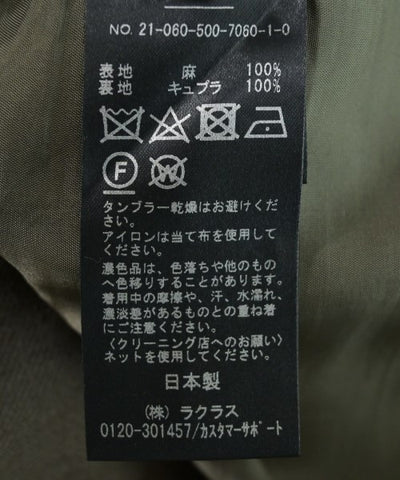 NO. 21-060-500-7060-1-0
表地 麻 100%
裏地 キュプラ 100%
F W
タンブラー乾燥はお避けくだ
さい。
アイロンは当て布を使用して
ください。
濃色品は、色落ちや他のもの
へ色移りすることがあります。
着用中の摩擦や、汗、水濡れ、
濃淡差があるものとの重ね着
にご注意ください。
〈クリーニング店へのお願い〉
ネットを使用してください。
日本製
(株) ラクラス
0120-301457/カスタマーサポート